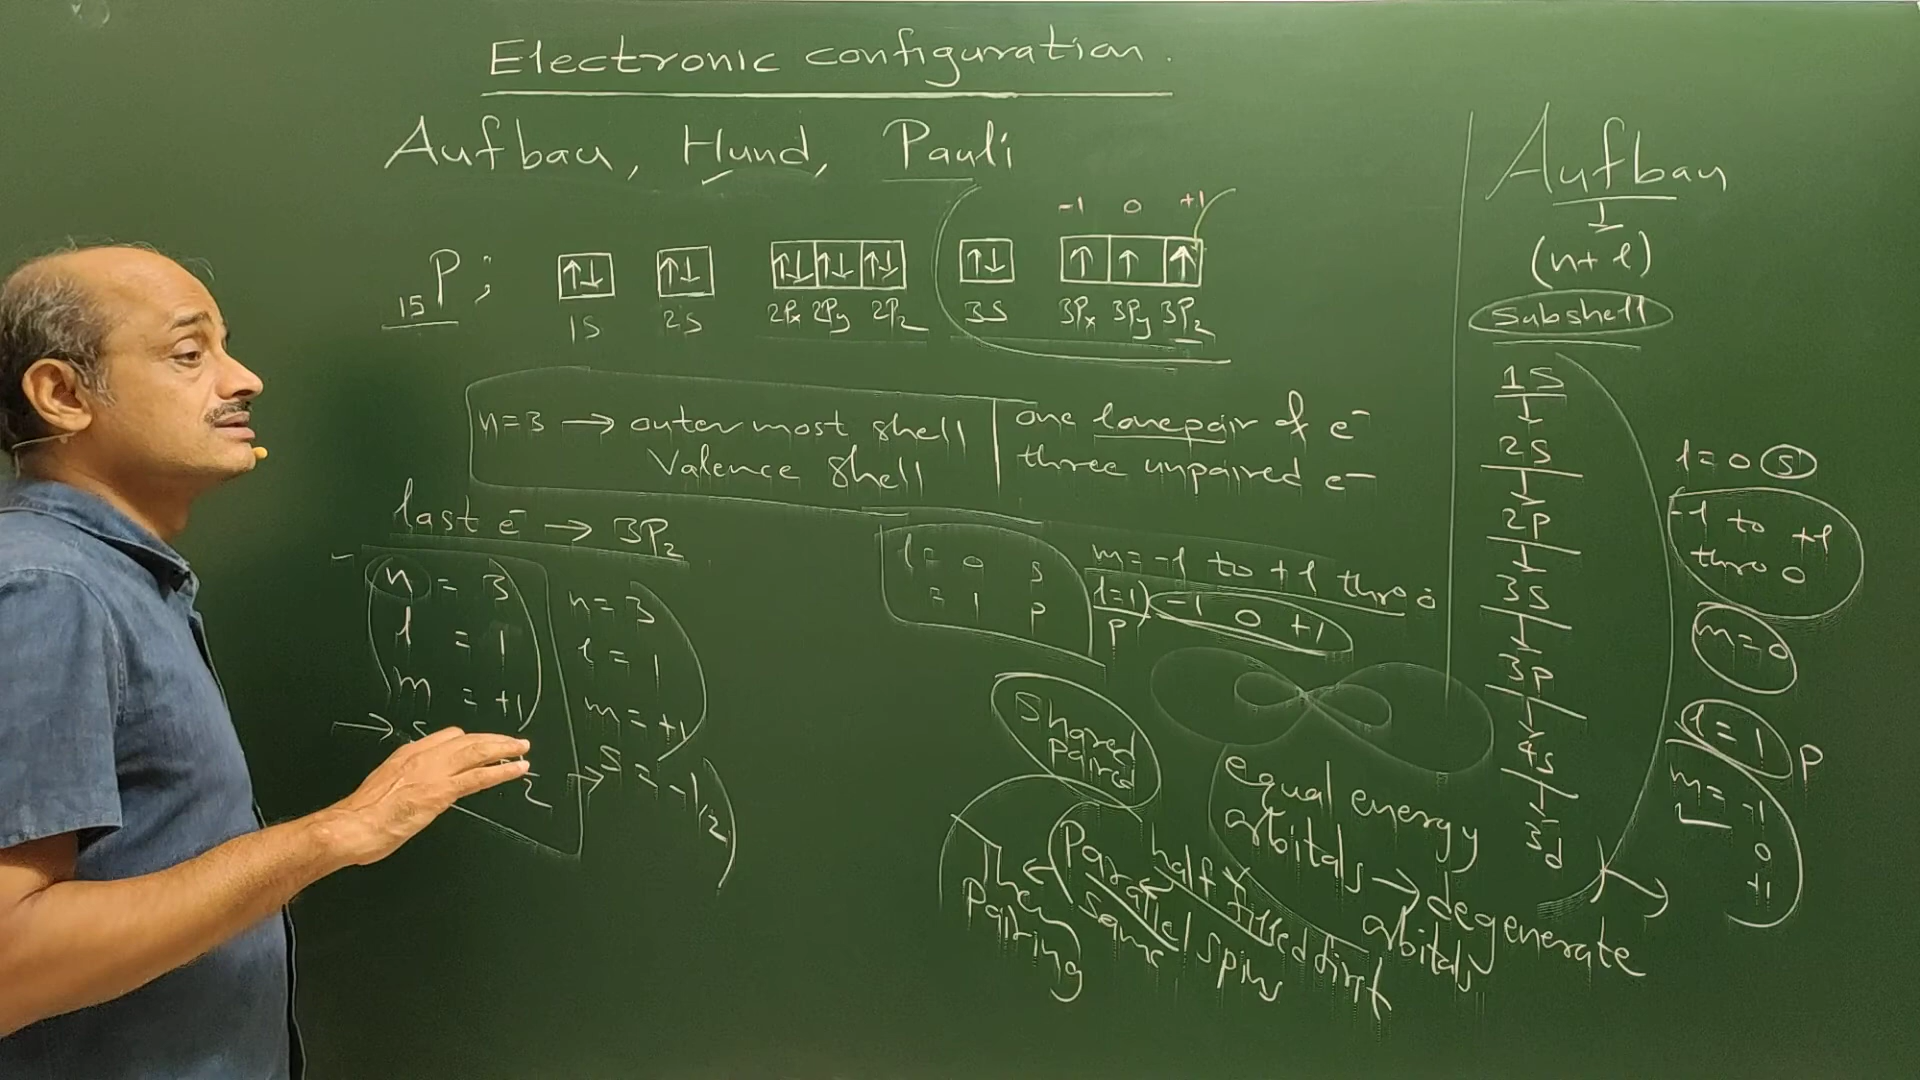 Electronic configuration.
Aufbau, Hund, Pauli
-1 0 +1
15P; ↑↓ ↑↓ ↑↓ ↑↓ ↑↓ ↑↓ ↑ ↑ ↑
1S 2S 2Px 2Py 2Pz 3S 3Px 3Py 3Pz
n=3 → outermost shell
Valence shell
one lone pair of e-
three unpaired e-
last e- → 3Pz
n = 3
l = 1
m = +1
→ S
2
n=3
l = 1
m = +1
→ S = -1/2
l = 0 s
= 1 p
m = -l to +l thro 0
(l=1) -1 0 +1
p
Shared
Paired
equal energy
orbitals → degenerate
orbitals
half filled first
Parallel
same spins
then
Pairing
Aufbau
↓
(n+l)
Subshell
1S
2S
2P
3S
3P
4S
3d
l = 0 S
-l to +l
thro 0
m=0
l=1 P
m= -1
0
+1